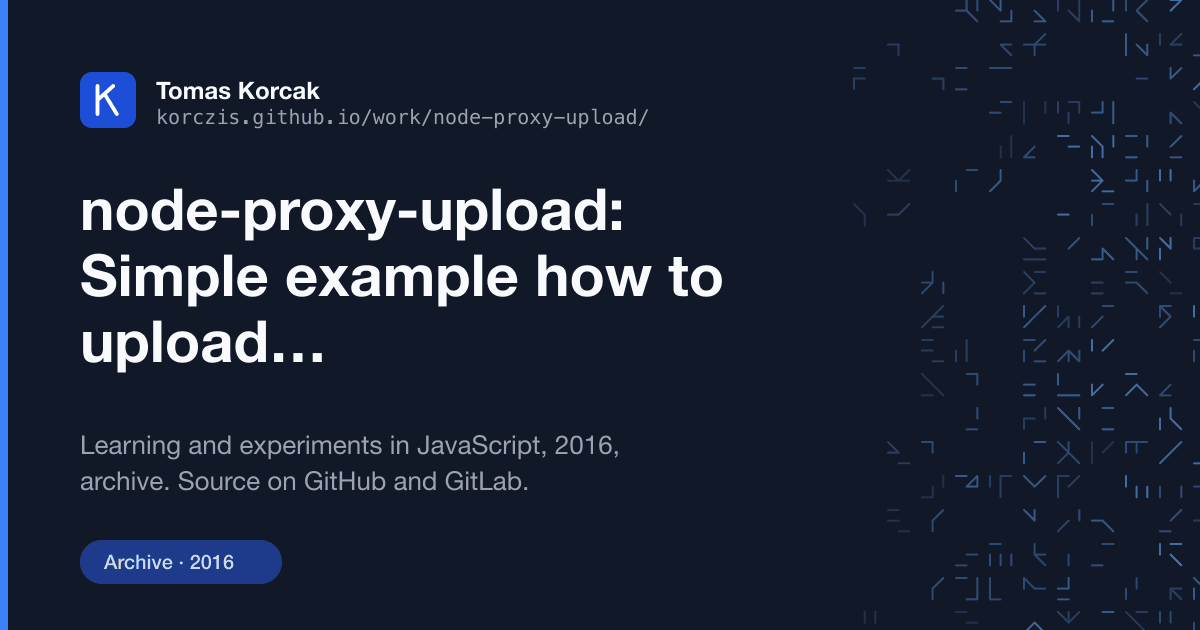 K
Tomas Korcak
korczis.github.io/work/node-proxy-upload/
node-proxy-upload:
Simple example how to
upload...
Learning and experiments in JavaScript, 2016,
archive. Source on GitHub and GitLab.
Archive · 2016